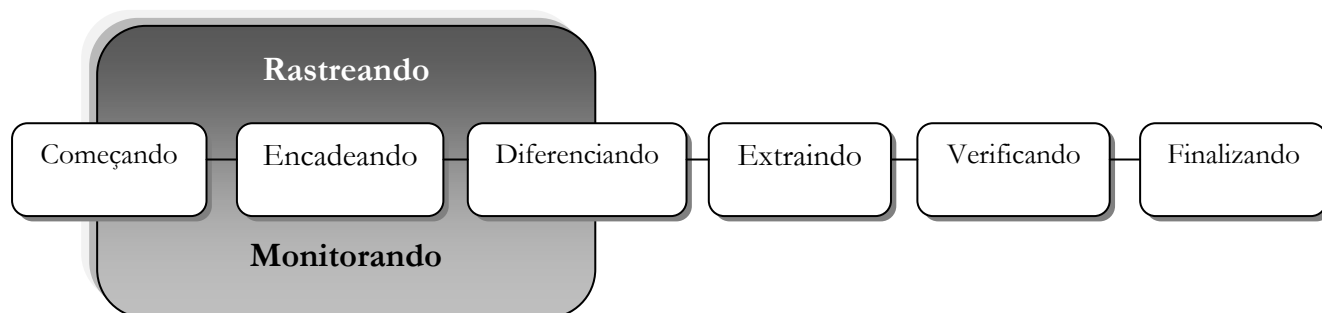 Rastreando
Começando
Encadeando
Diferenciando
Extraindo
Verificando
Finalizando
Monitorando